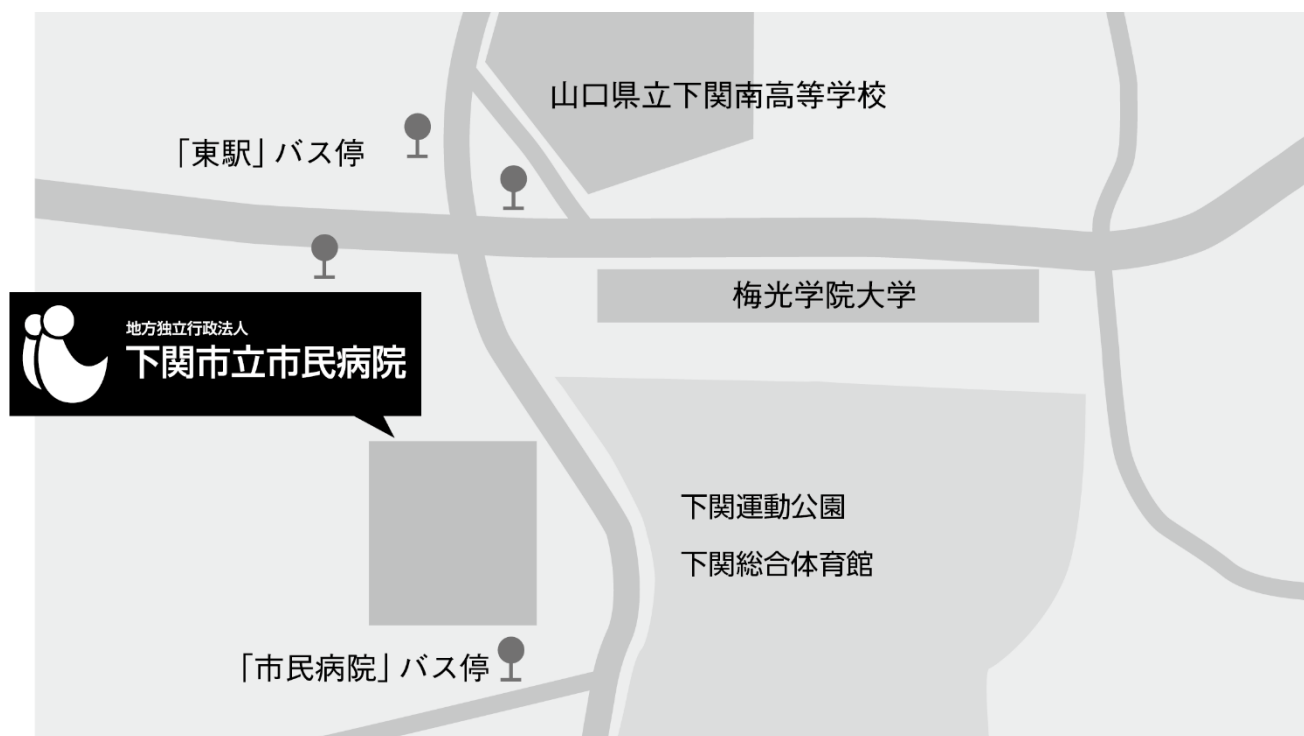 山口県立下関南高等学校
「東駅」バス停
梅光学院大学
地方独立行政法人
下関市立市民病院
下関運動公園
下関総合体育館
「市民病院」バス停